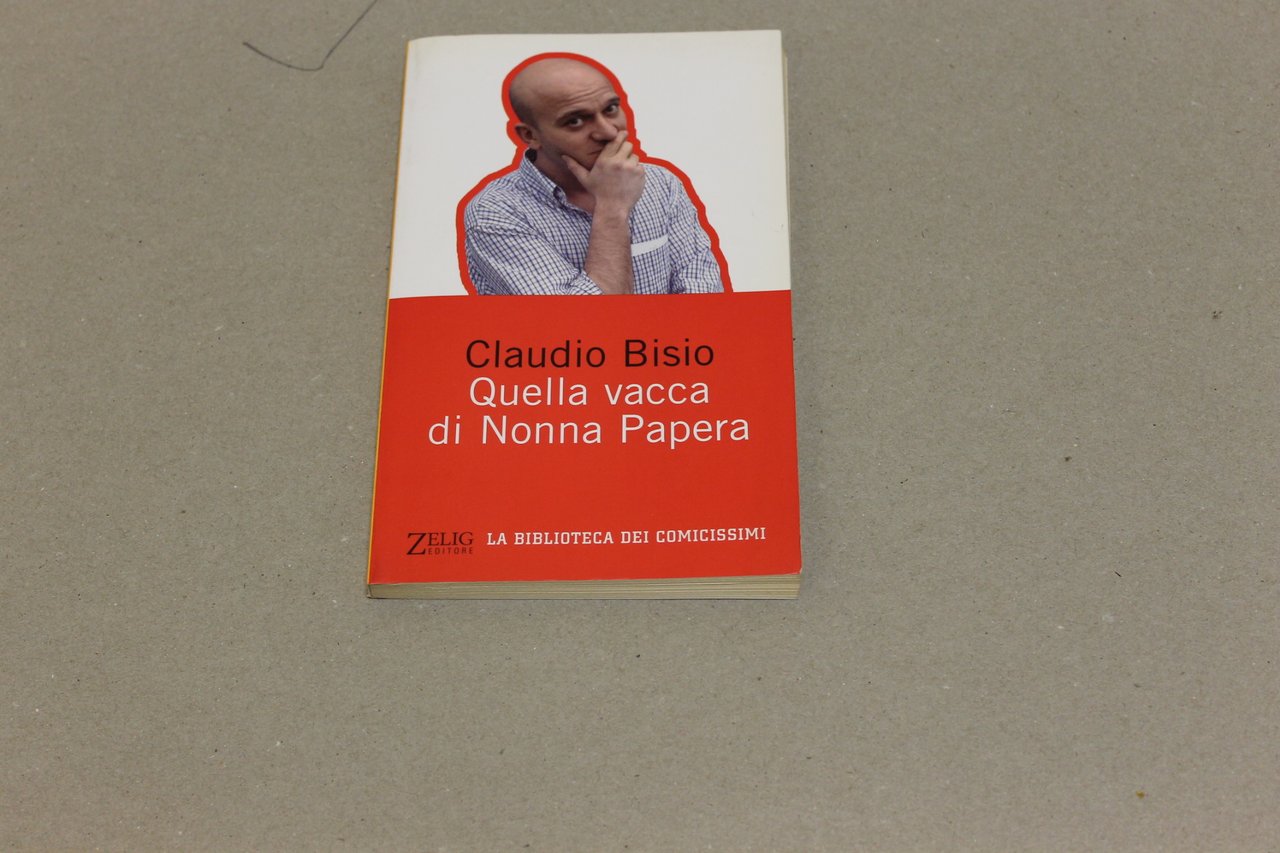 Claudio Bisio
Quella vacca
di Nonna Papera
ZELIG
EDITORE
LA BIBLIOTECA DEI COMICISSIMI